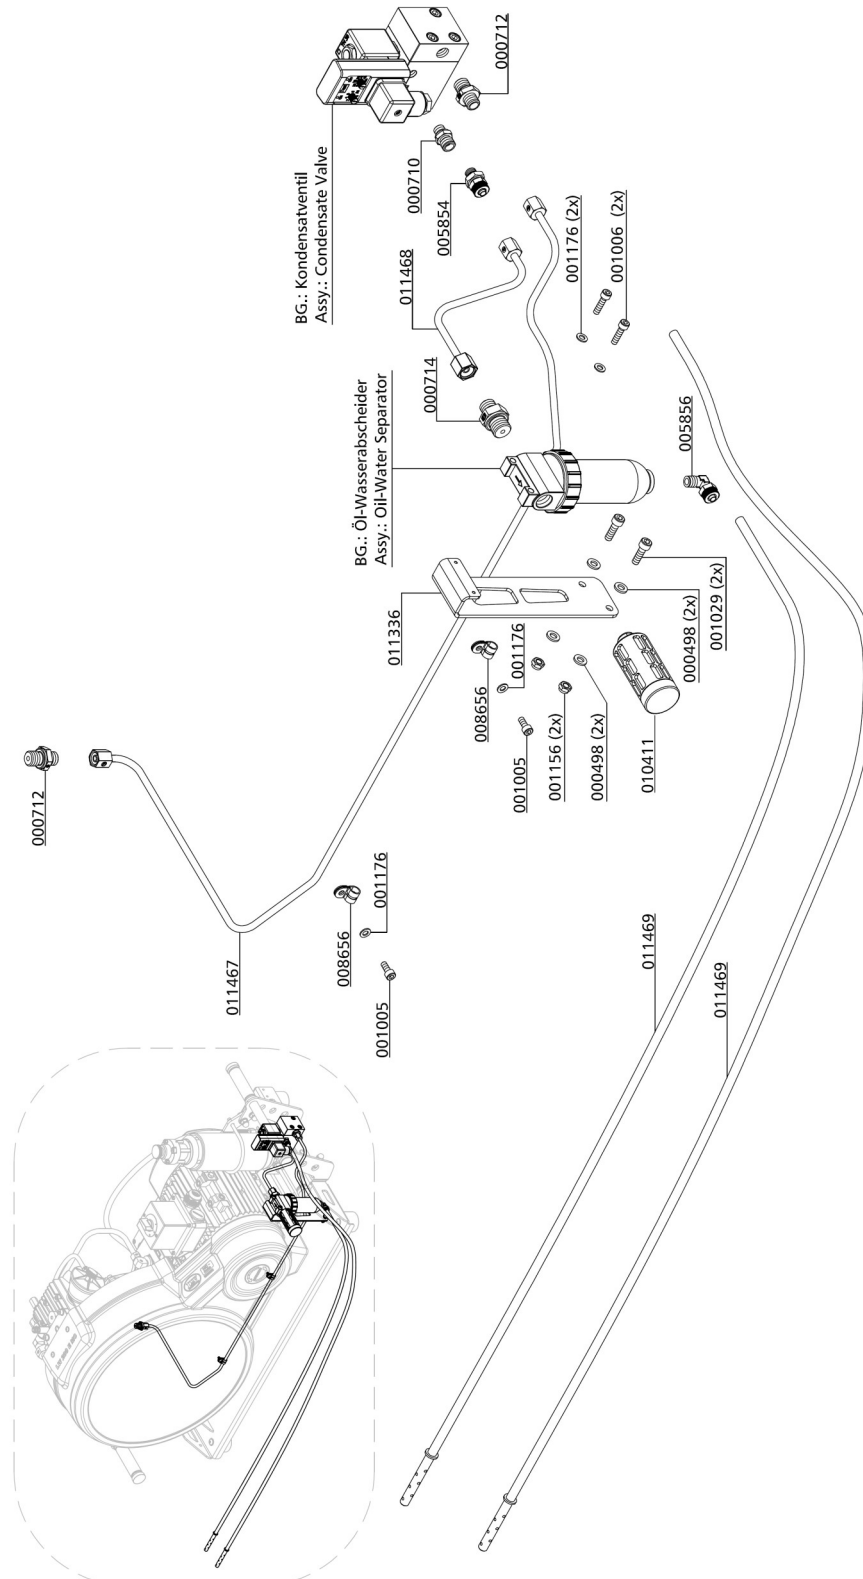 000712
BG.: Kondensatventil
Assy.: Condensate Valve
000710
005854
011468
001176 (2x)
001006 (2x)
000714
BG.: Öl-Wasserabscheider
Assy.: Oil-Water Separator
005856
011336
008656
001176
001005
001156 (2x)
000498 (2x)
000498 (2x)
001029 (2x)
010411
000712
011467
008656
001176
001005
011469
011469